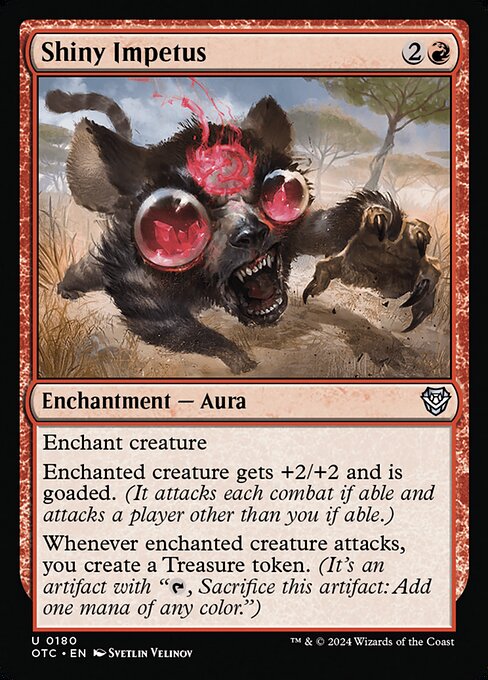 Shiny Impetus 2
Enchantment — Aura
Enchant creature
Enchanted creature gets +2/+2 and is
goaded. (It attacks each combat if able and
attacks a player other than you if able.)
Whenever enchanted creature attacks,
you create a Treasure token. (It's an
artifact with “, Sacrifice this artifact: Add
one mana of any color.”)
U 0180
OTC • EN Svetlin Velinov
™ & © 2024 Wizards of the Coast